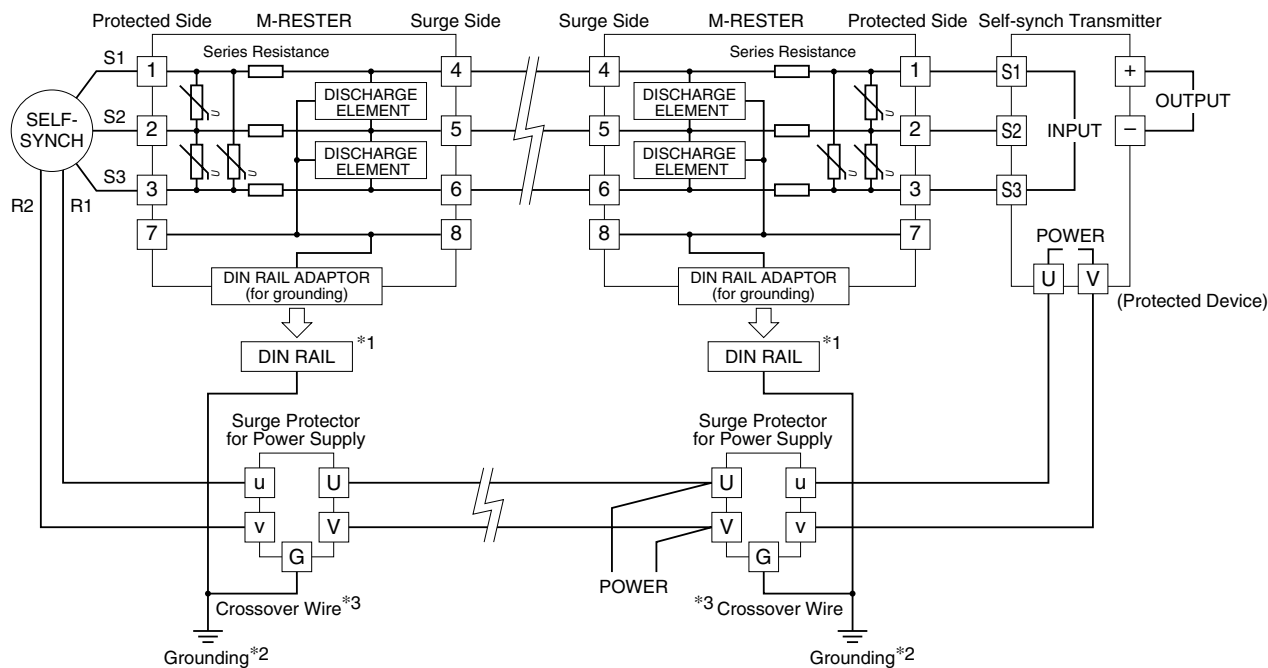 Protected Side M-RESTER Surge Side Surge Side M-RESTER Protected Side Self-synch Transmitter
Series Resistance Series Resistance
S1 1 4 4 1 S1 +
DISCHARGE
ELEMENT
DISCHARGE
ELEMENT
OUTPUT
SELF-
SYNCH
S2 2 5 5 2 S2 INPUT −
DISCHARGE
ELEMENT
DISCHARGE
ELEMENT
S3 3 6 6 3 S3
R2 R1
7 8 8 7
POWER
U V
DIN RAIL ADAPTOR
(for grounding)
DIN RAIL ADAPTOR
(for grounding)
(Protected Device)
DIN RAIL *1
DIN RAIL *1
Surge Protector
for Power Supply
Surge Protector
for Power Supply
u U U u
v V V v
G G
POWER
Crossover Wire*3
*3 Crossover Wire
Grounding*2
Grounding*2